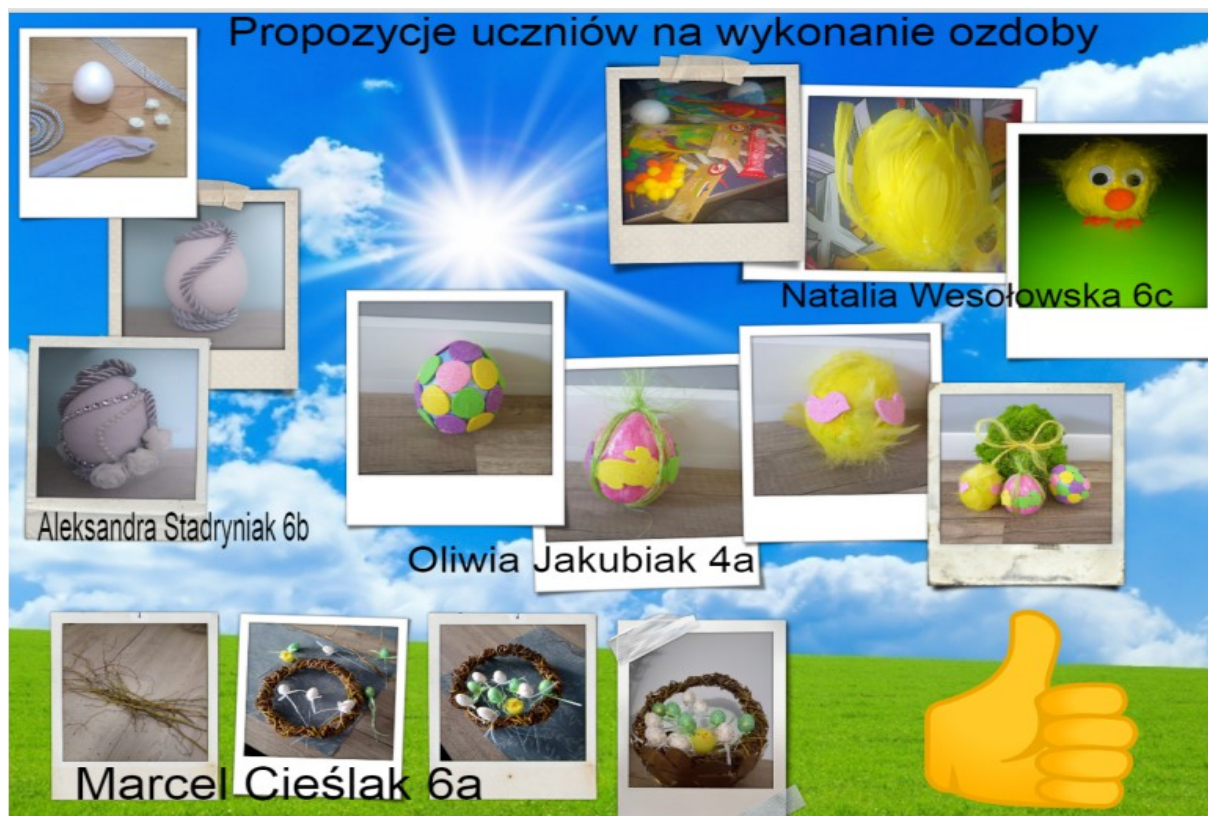 Propozycje uczniów na wykonanie ozdoby
Natalia Wesołowska 6c
Aleksandra Stadryniak 6b
Oliwia Jakubiak 4a
Marcel Cieślak 6a